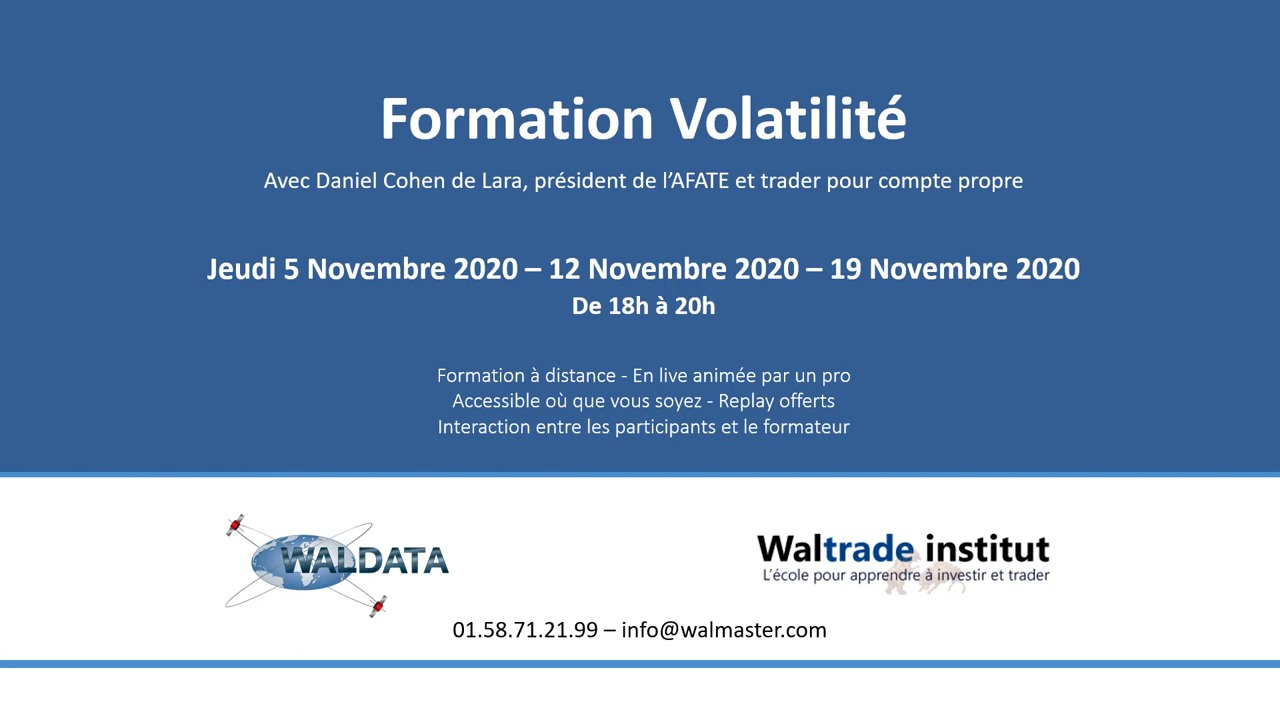 Formation Volatilité
Avec Daniel Cohen de Lara, président de l’AFATE et trader pour compte propre
Jeudi 5 Novembre 2020 – 12 Novembre 2020 – 19 Novembre 2020
De 18h à 20h
Formation à distance - En live animée par un pro
Accessible où que vous soyez - Replay offerts
Interaction entre les participants et le formateur
WALDATA
Waltrade institut
L’école pour apprendre à investir et trader
01.58.71.21.99 – info@walmaster.com